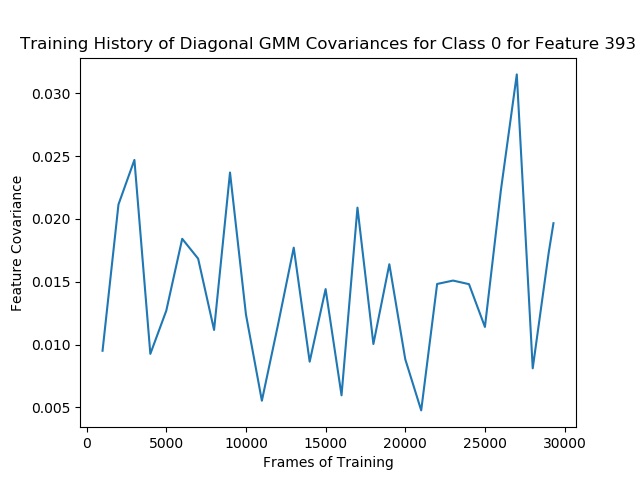 Training History of Diagonal GMM Covariances for Class 0 for Feature 393
0.030
0.025
0.020
0.015
0.010
0.005
Feature Covariance
0 5000 10000 15000 20000 25000 30000
Frames of Training